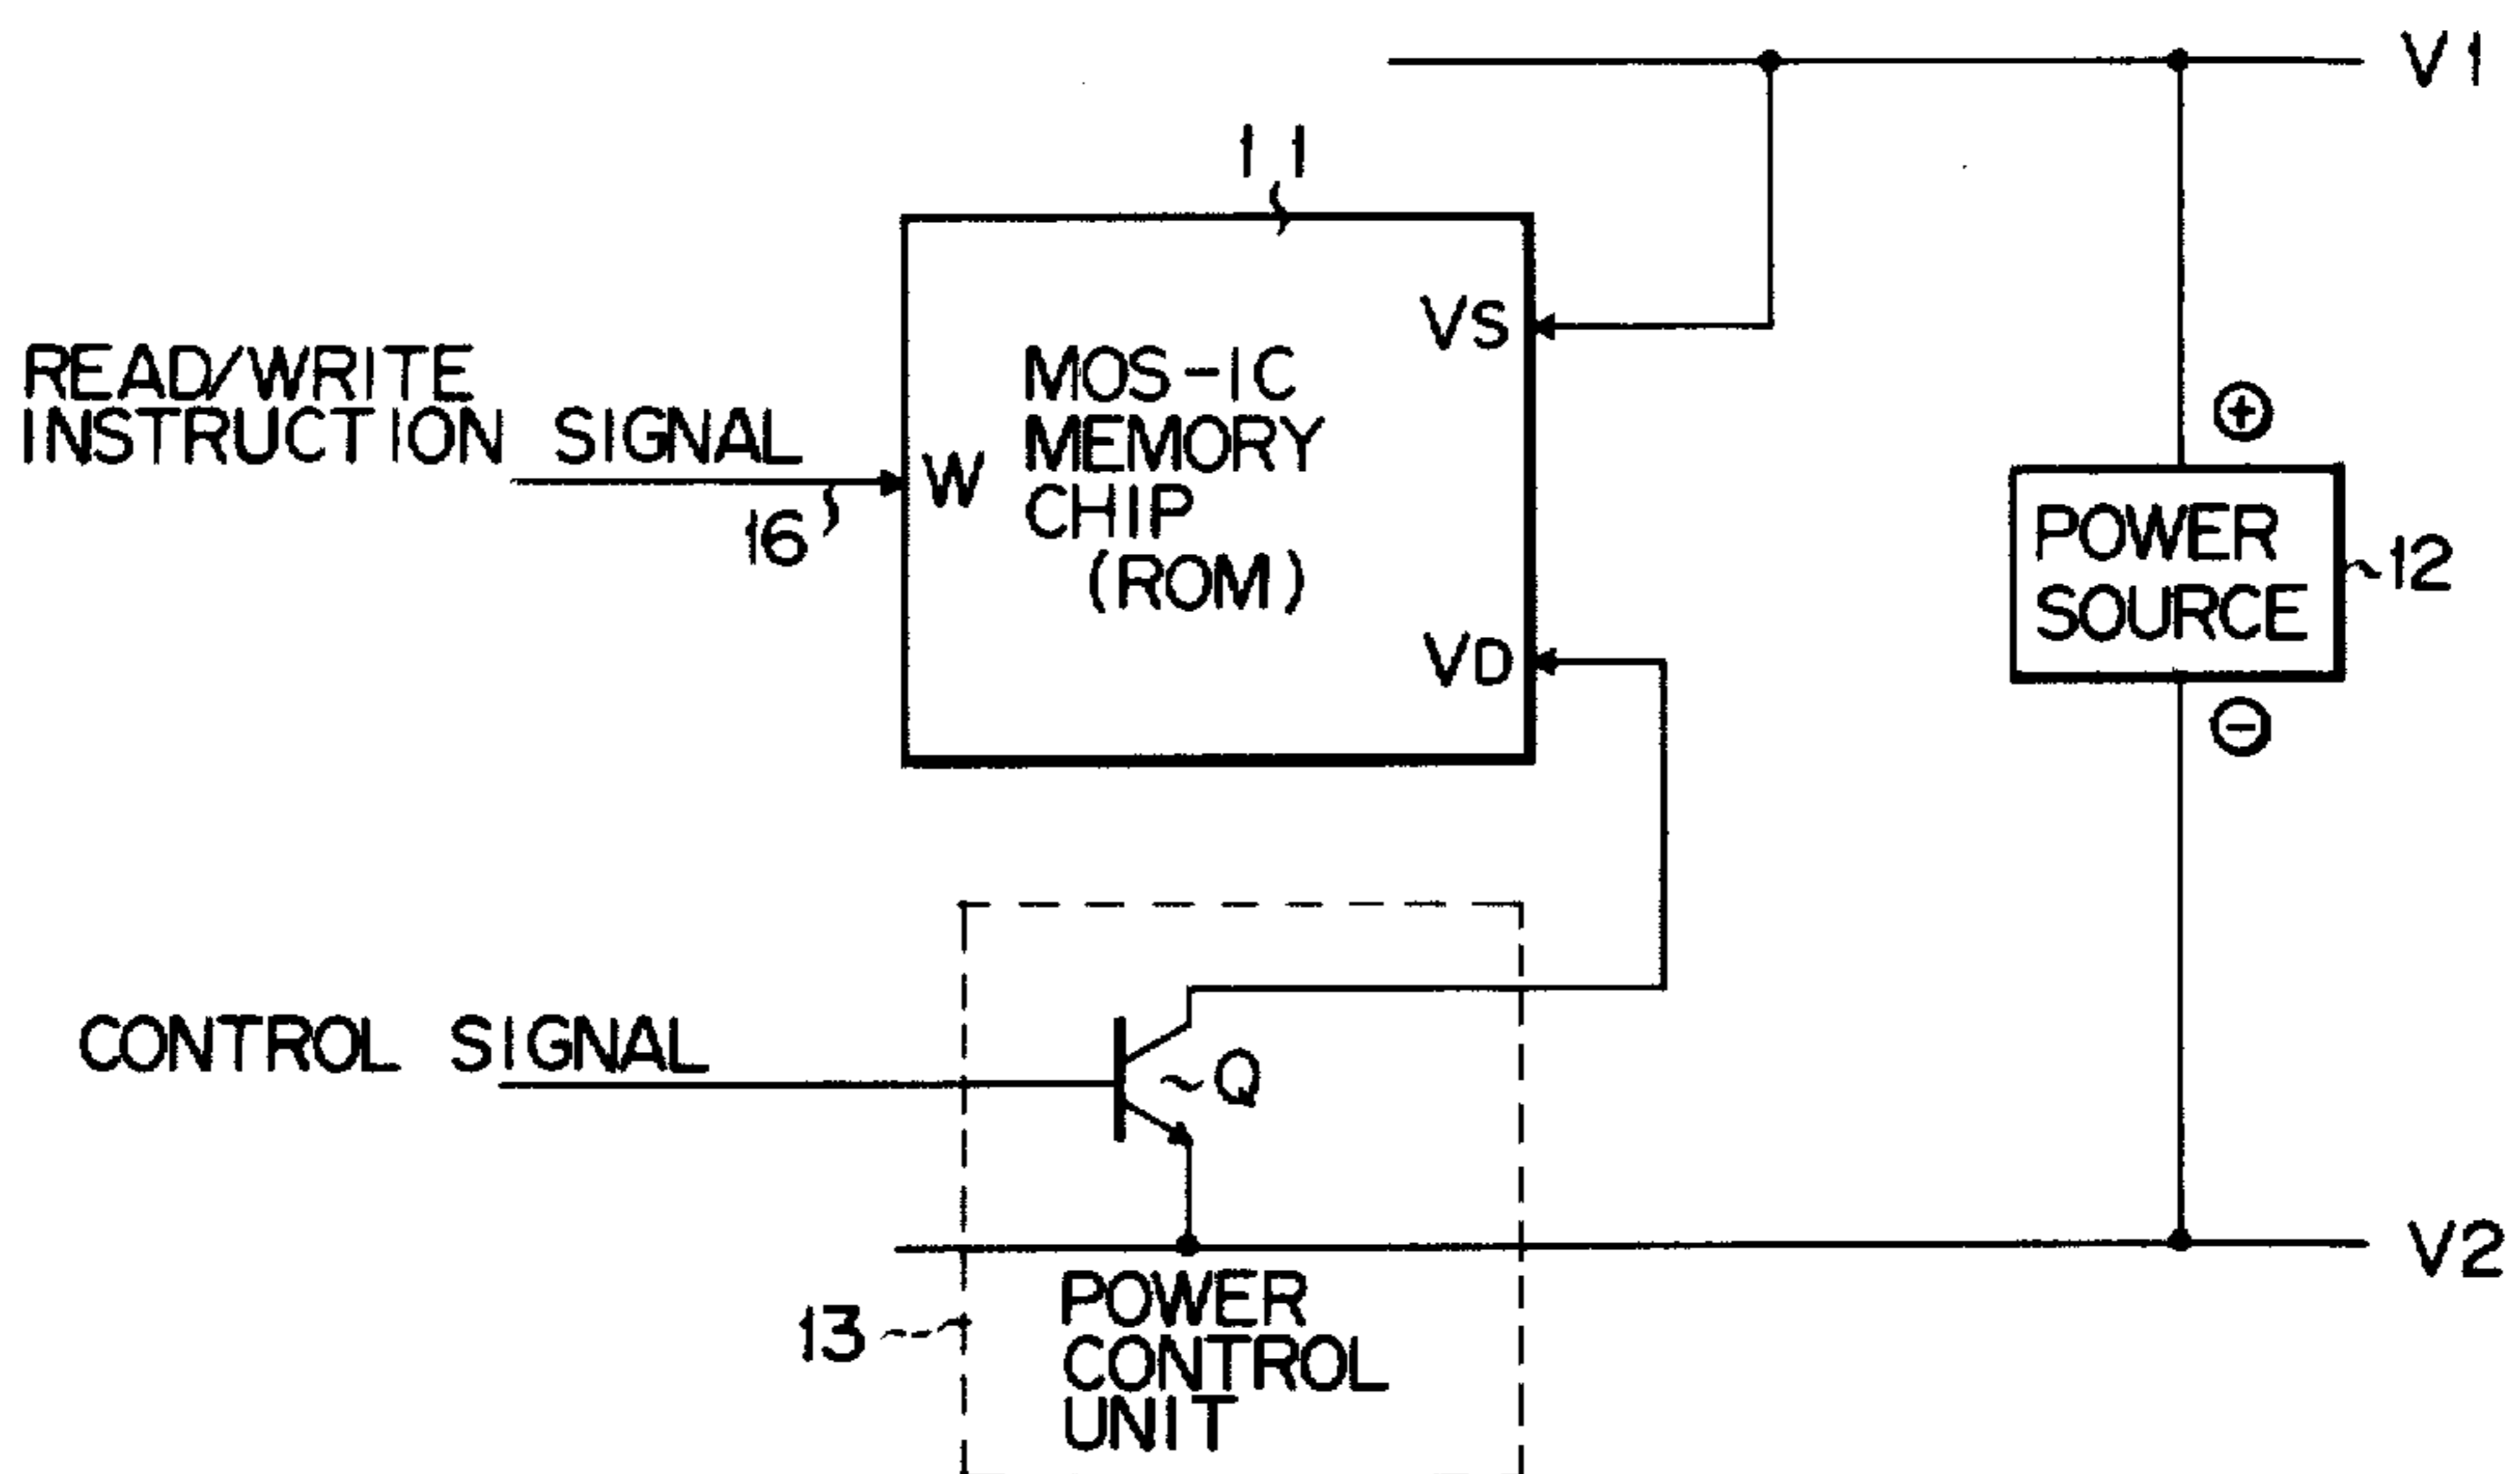 V1
11
VS
READ/WRITE
INSTRUCTION SIGNAL
16
W
MOS-IC
MEMORY
CHIP
(ROM)
VD
⊕
POWER
SOURCE
12
⊖
CONTROL SIGNAL
Q
V2
13
POWER
CONTROL
UNIT